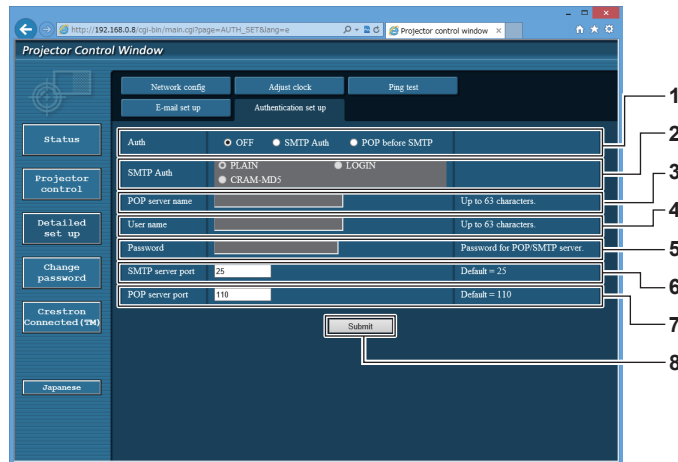 http://192.168.0.8/cgi-bin/main.cgi?page=AUTH_SET&lang=e
Projector control window
Projector Control Window
Network config
Adjust clock
Ping test
E-mail set up
Authentication set up
Status
Projector control
Detailed set up
Change password
Crestron Connected(TM)
Japanese
Auth
OFF
SMTP Auth
POP before SMTP
1
SMTP Auth
PLAIN
LOGIN
CRAM-MD5
2
POP server name
Up to 63 characters.
3
User name
Up to 63 characters.
4
Password
Password for POP/SMTP server.
5
SMTP server port
25
Default = 25
6
POP server port
110
Default = 110
7
Submit
8